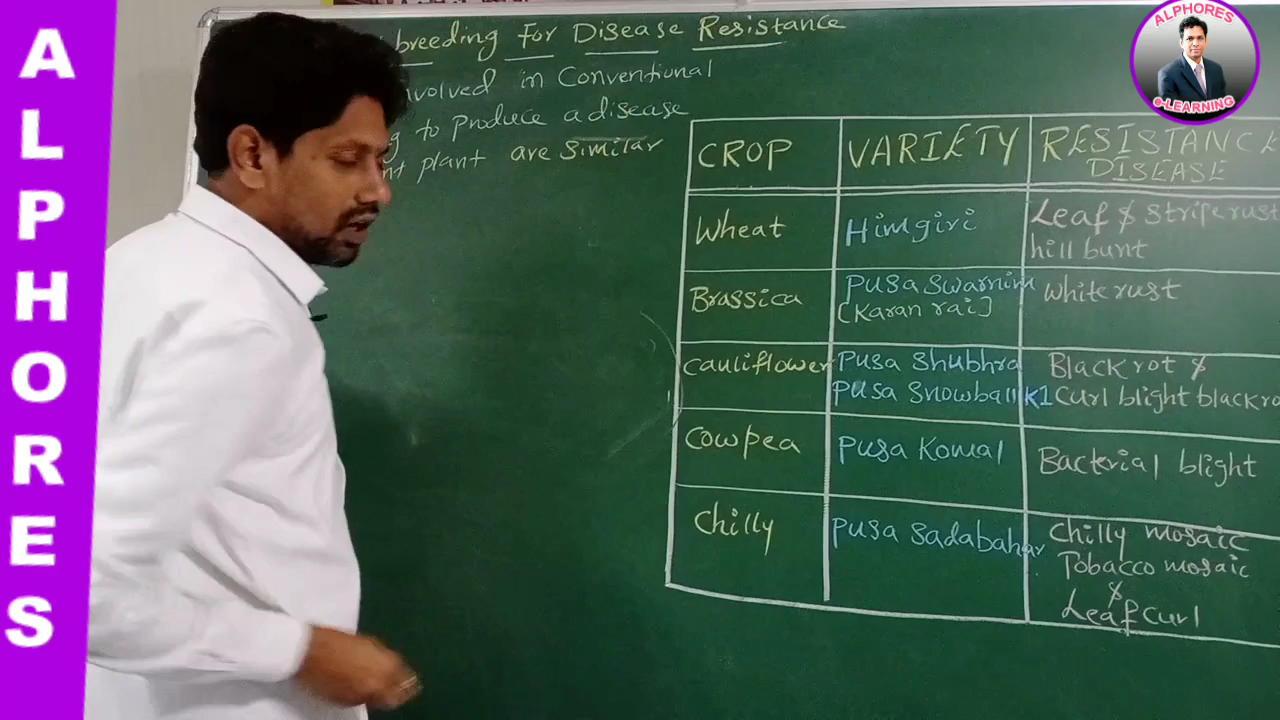 ALPHORES
breeding For Disease Resistance
involved in Conventional
to produce a disease
plant are similar
CROP VARIETY RESISTANCE DISEASE
Wheat Himgiri Leaf & stripe rust hill bunt
Brassica Pusa swarnim [Karan rai] White rust
Cauliflower Pusa Shubhra Pusa Snowball K1 Black rot & Curl blight black
Cowpea Pusa Komal Bacterial blight
Chilly Pusa Sadabahar Chilly mosaic Tobacco mosaic & Leaf curl
ALPHORES
e-LEARNING